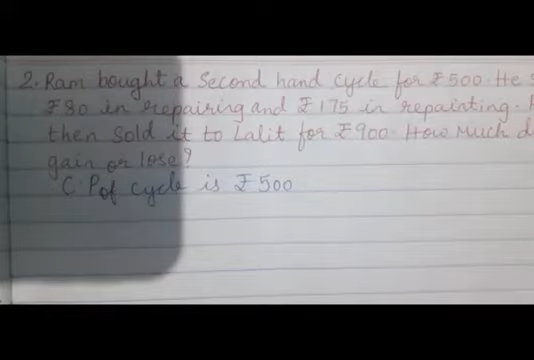 2. Ram bought a Second hand cycle for ₹500. He
₹80 in repairing and ₹175 in repainting.
then sold it to Lalit for ₹900. How Much
gain or lose?
C.P of cycle is ₹500